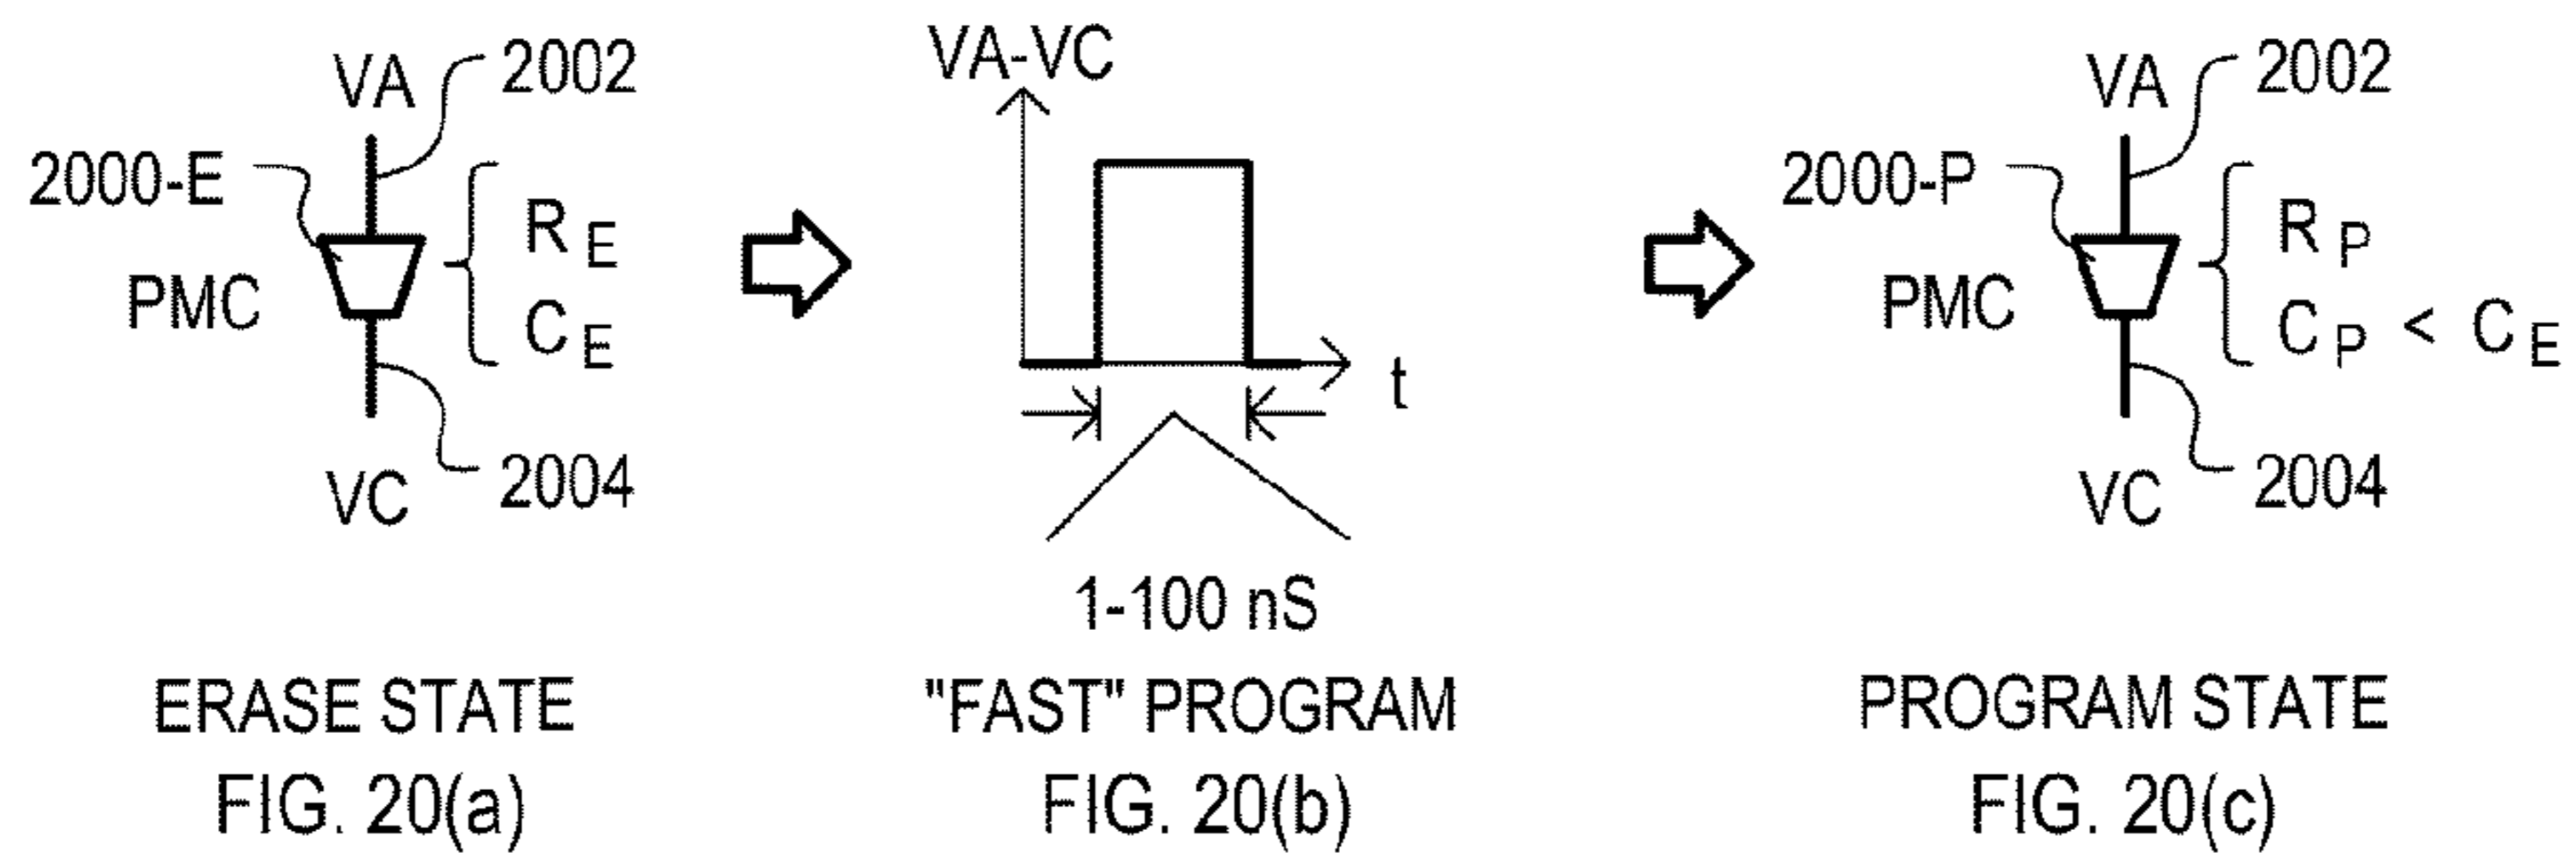 VA
2002
2000-E
R E
PMC
C E
VC
2004
ERASE STATE
FIG. 20(a)
VA-VC
t
1-100 nS
"FAST" PROGRAM
FIG. 20(b)
VA
2002
2000-P
R P
PMC
C P < C E
VC
2004
PROGRAM STATE
FIG. 20(c)